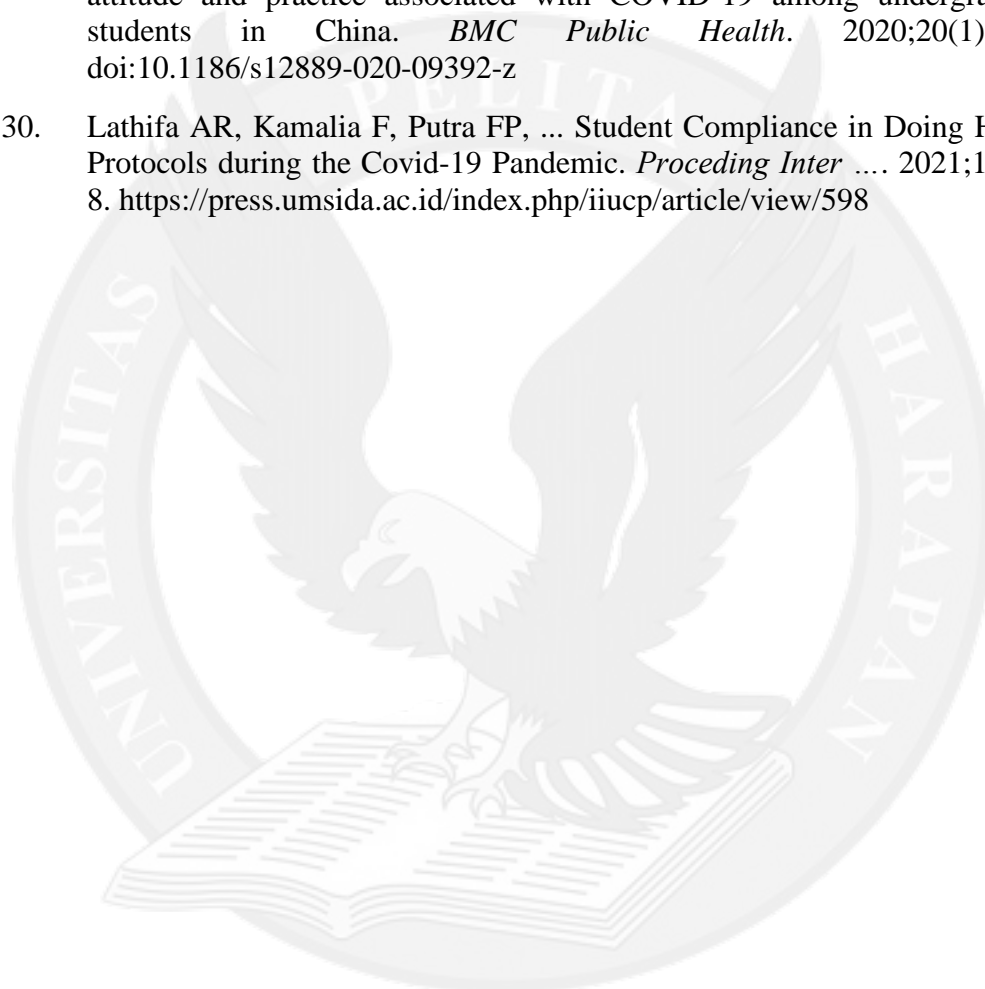 attitude and practice associated with COVID-19 among
students in China. BMC Public Health. 2020;20(1)
doi:10.1186/s12889-020-09392-z
30. Lathifa AR, Kamalia F, Putra FP, ... Student Compliance in Doing
Protocols during the Covid-19 Pandemic. Proceding Inter .... 2021;1
8. https://press.umsida.ac.id/index.php/iiucp/article/view/598
UNIVERSITAS PELITA HARAPAN